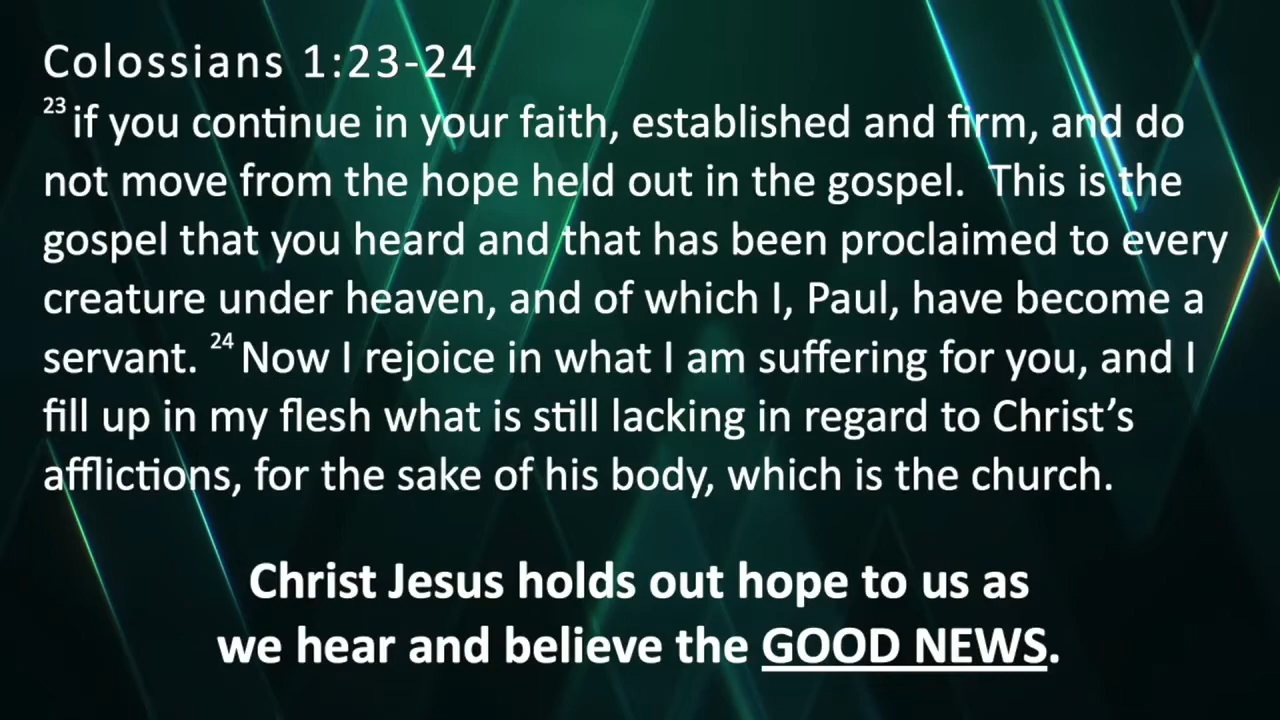 Colossians 1:23-24
23 if you continue in your faith, established and firm, and do
not move from the hope held out in the gospel.  This is the
gospel that you heard and that has been proclaimed to every
creature under heaven, and of which I, Paul, have become a
servant. 24 Now I rejoice in what I am suffering for you, and I
fill up in my flesh what is still lacking in regard to Christ’s
afflictions, for the sake of his body, which is the church.
Christ Jesus holds out hope to us as
we hear and believe the GOOD NEWS.